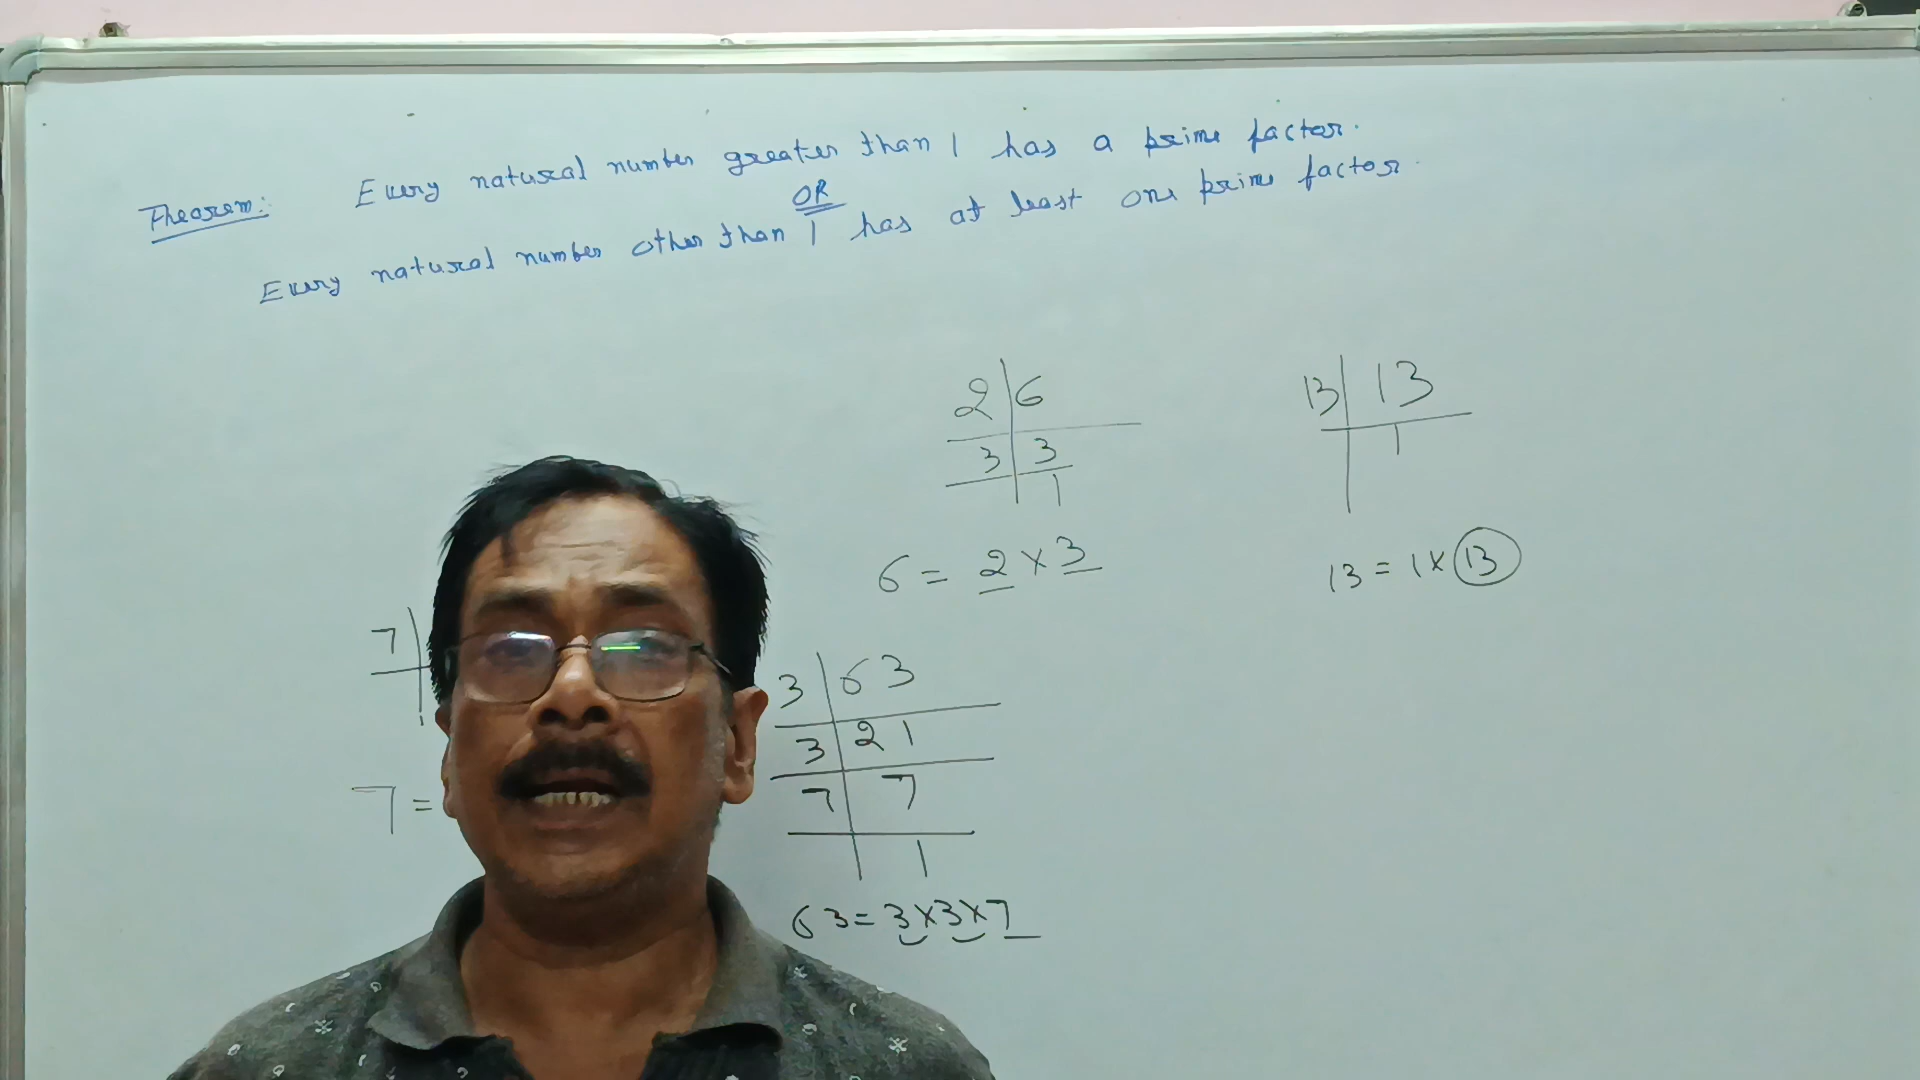 Theorem: Every natural number greater than 1 has a prime factor.
OR
Every natural number other than 1 has at least one prime factor.
2 | 6
3 | 3
1
6 = 2 × 3
13 | 13
1
13 = 1 × 13
7 |
7 =
3 | 63
3 | 21
7 | 7
1
63 = 3×3×7